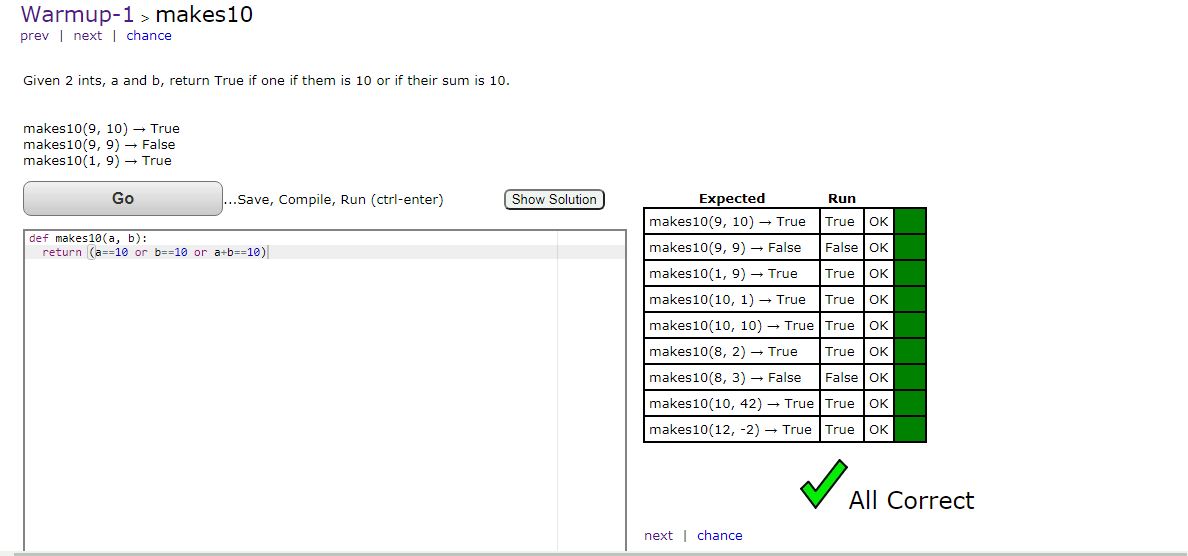 Warmup-1 > makes10
prev | next | chance
Given 2 ints, a and b, return True if one if them is 10 or if their sum is 10.
makes10(9, 10) → True
makes10(9, 9) → False
makes10(1, 9) → True
Go ...Save, Compile, Run (ctrl-enter) Show Solution
def makes10(a, b):
  return (a==10 or b==10 or a+b==10)
Expected Run
makes10(9, 10) → True True OK
makes10(9, 9) → False False OK
makes10(1, 9) → True True OK
makes10(10, 1) → True True OK
makes10(10, 10) → True True OK
makes10(8, 2) → True True OK
makes10(8, 3) → False False OK
makes10(10, 42) → True True OK
makes10(12, -2) → True True OK
All Correct
next | chance